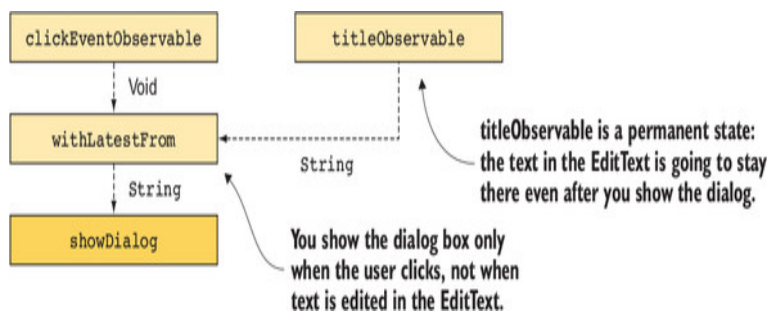 clickEventObservable
titleObservable
Void
withLatestFrom
String
String
showDialog
titleObservable is a permanent state:
the text in the EditText is going to stay
there even after you show the dialog.
You show the dialog box only
when the user clicks, not when
text is edited in the EditText.